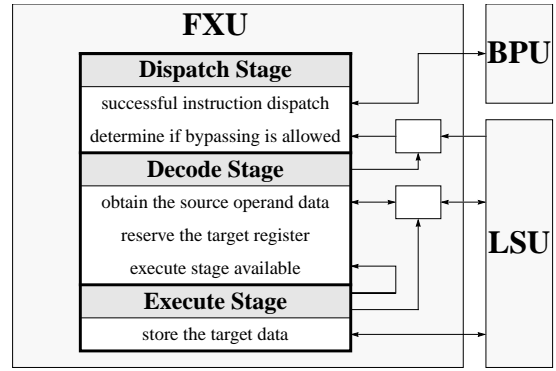 FXU
BPU
Dispatch Stage
successful instruction dispatch
determine if bypassing is allowed
Decode Stage
obtain the source operand data
reserve the target register
execute stage available
LSU
Execute Stage
store the target data